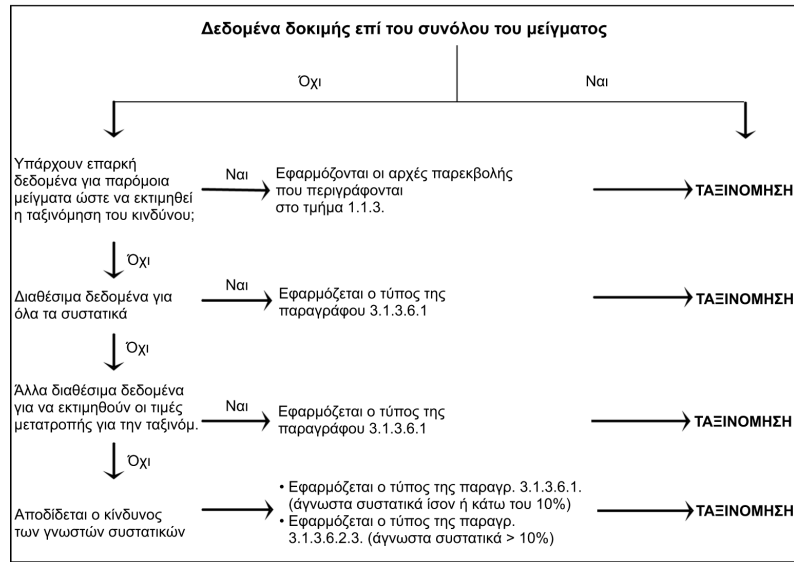 Δεδομένα δοκιμής επί του συνόλου του μείγματος
Όχι
Ναι
Υπάρχουν επαρκή
δεδομένα για παρόμοια
μείγματα ώστε να εκτιμηθεί
η ταξινόμηση του κινδύνου;
Ναι
Εφαρμόζονται οι αρχές παρεκβολής
που περιγράφονται
στο τμήμα 1.1.3.
ΤΑΞΙΝΟΜΗΣΗ
Όχι
Διαθέσιμα δεδομένα για
όλα τα συστατικά
Ναι
Εφαρμόζεται ο τύπος της
παραγράφου 3.1.3.6.1
ΤΑΞΙΝΟΜΗΣΗ
Όχι
Άλλα διαθέσιμα δεδομένα
για να εκτιμηθούν οι τιμές
μετατροπής για την ταξινόμ.
Ναι
Εφαρμόζεται ο τύπος της
παραγράφου 3.1.3.6.1
ΤΑΞΙΝΟΜΗΣΗ
Όχι
Αποδίδεται ο κίνδυνος
των γνωστών συστατικών
• Εφαρμόζεται ο τύπος της παραγρ. 3.1.3.6.1.
(άγνωστα συστατικά ίσον ή κάτω του 10%)
• Εφαρμόζεται ο τύπος της παραγρ.
3.1.3.6.2.3. (άγνωστα συστατικά > 10%)
ΤΑΞΙΝΟΜΗΣΗ